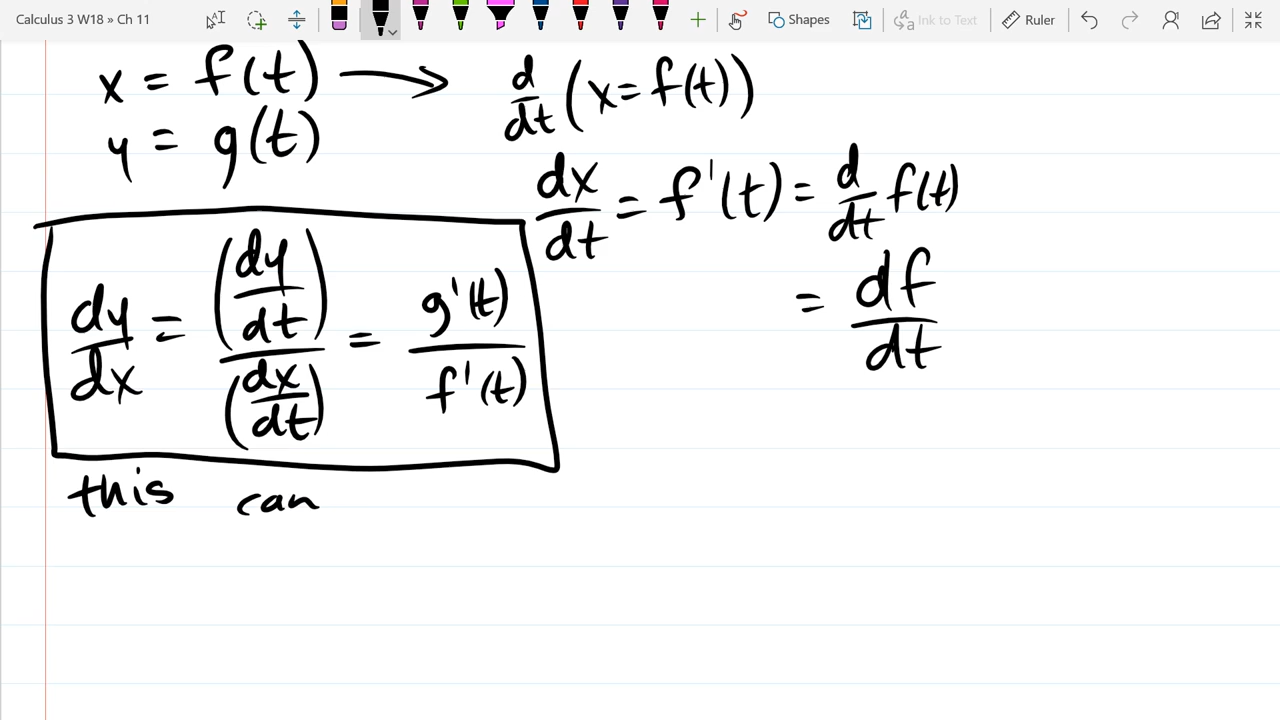 Calculus 3 W18 » Ch 11 Shapes Ink to Text Ruler
x = f(t) → d/dt (x = f(t))
y = g(t)
dx/dt = f'(t) = d/dt f(t)
= df/dt
dy/dx = (dy/dt)/(dx/dt) = g'(t)/f'(t)
this can